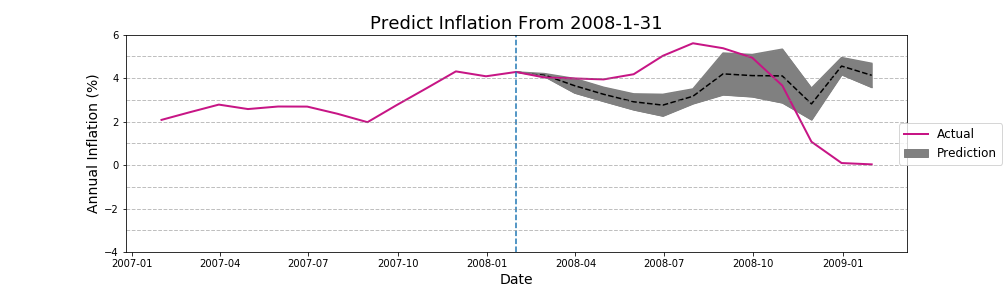 Predict Inflation From 2008-1-31
Annual Inflation (%)
6
4
2
0
−2
−4
2007-01 2007-04 2007-07 2007-10 2008-01 2008-04 2008-07 2008-10 2009-01
Date
Actual
Prediction